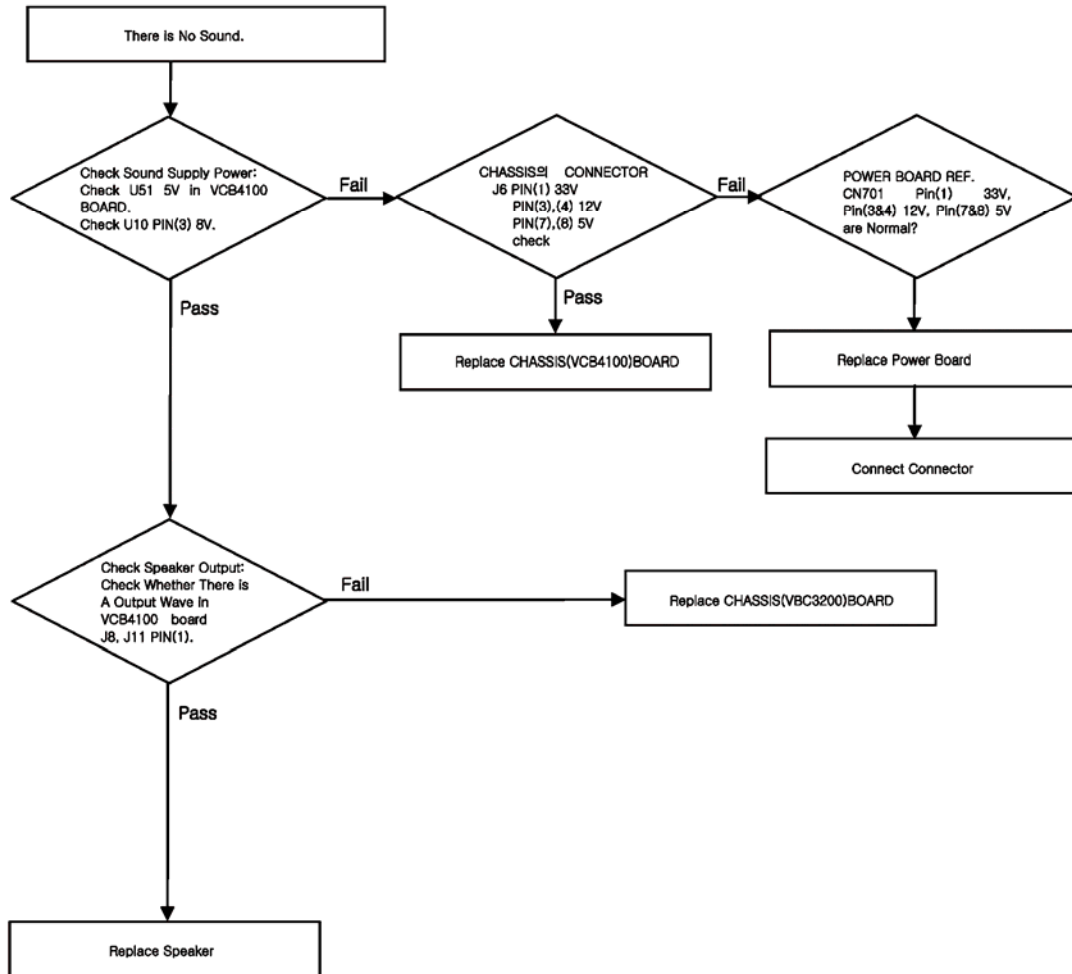 There is No Sound.
Check Sound Supply Power:
Check U51 5V in VCB4100
BOARD.
Check U10 PIN(3) 8V.
Fail
CHASSIS의 CONNECTOR
J6 PIN(1) 33V
PIN(3),(4) 12V
PIN(7),(8) 5V
check
Fail
POWER BOARD REF.
CN701 Pin(1) 33V,
Pin(3&4) 12V, Pin(7&8) 5V
are Normal?
Pass
Pass
Replace CHASSIS(VCB4100)BOARD
Replace Power Board
Connect Connector
Check Speaker Output:
Check Whether There is
A Output Wave in
VCB4100 board
J8, J11 PIN(1).
Fail
Replace CHASSIS(VBC3200)BOARD
Pass
Replace Speaker